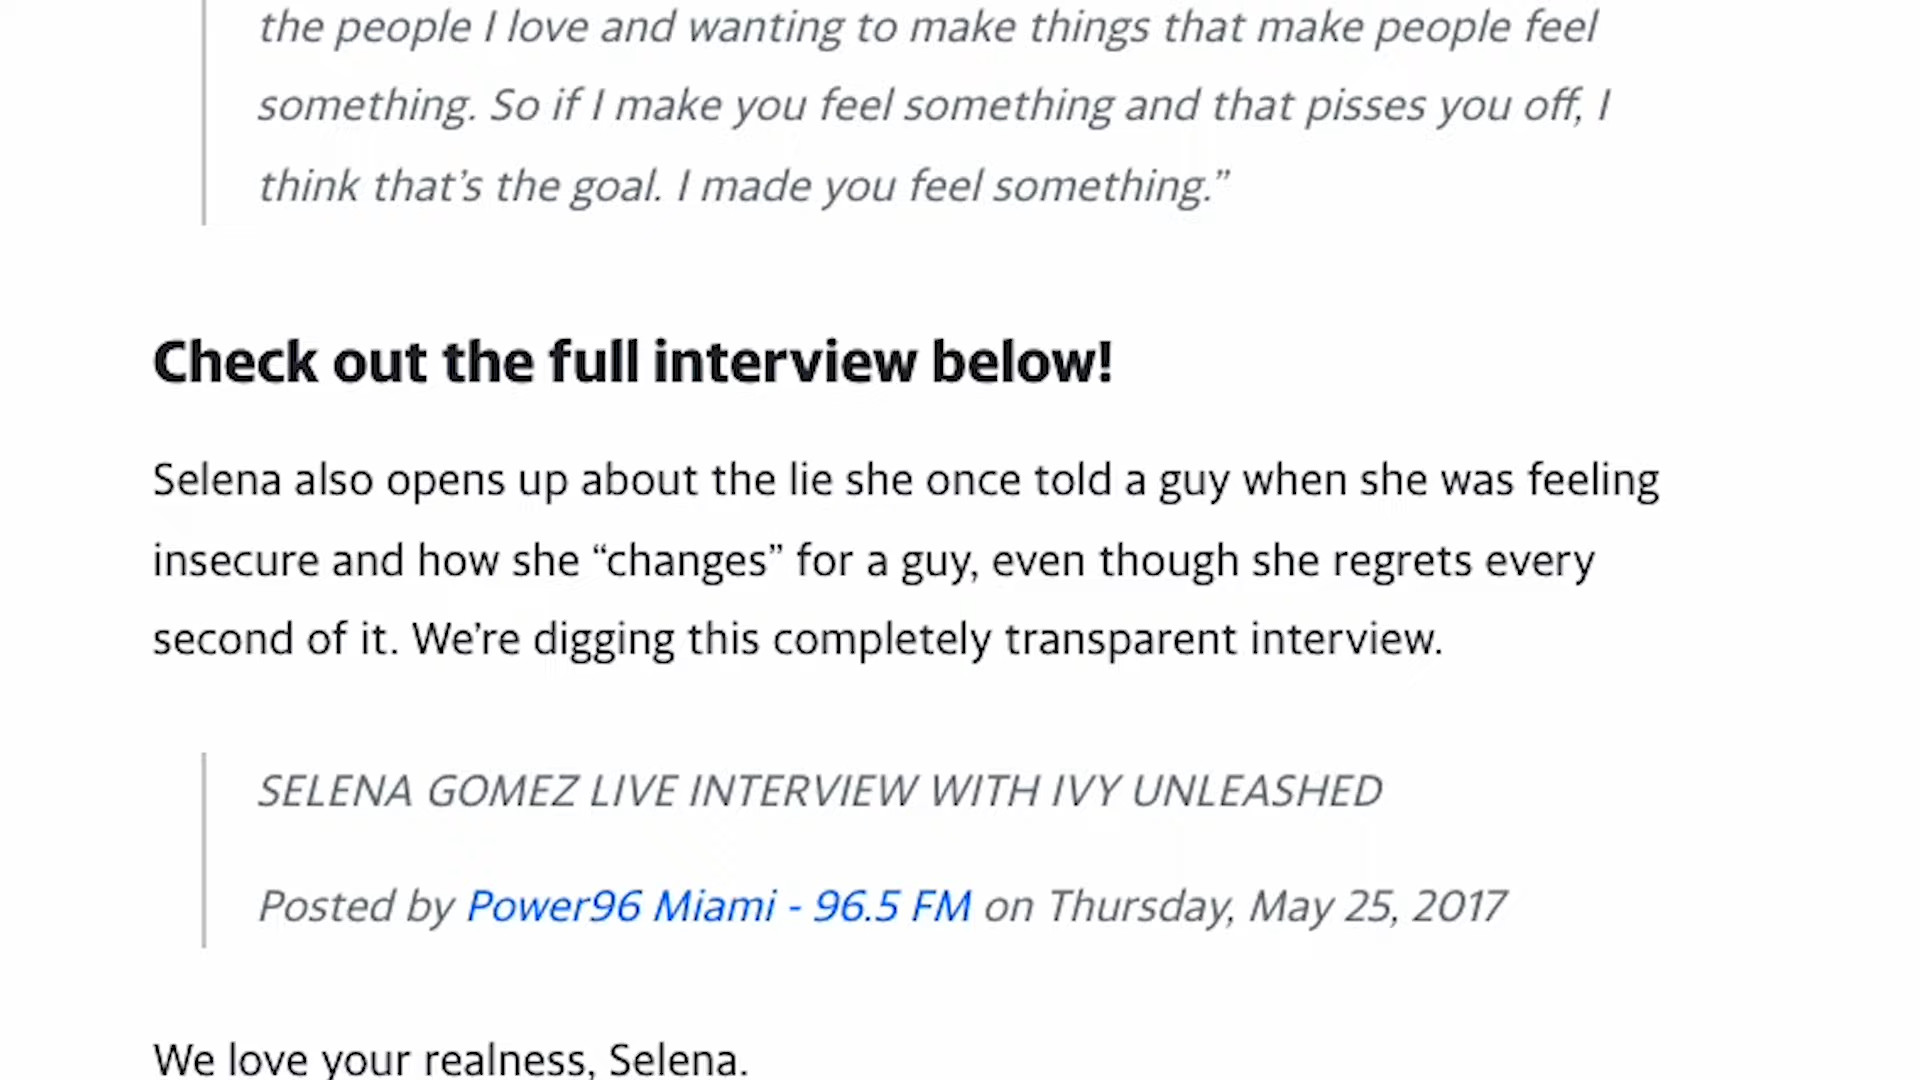 the people I love and wanting to make things that make people feel
something. So if I make you feel something and that pisses you off, I
think that’s the goal. I made you feel something.”
Check out the full interview below!
Selena also opens up about the lie she once told a guy when she was feeling
insecure and how she “changes” for a guy, even though she regrets every
second of it. We’re digging this completely transparent interview.
SELENA GOMEZ LIVE INTERVIEW WITH IVY UNLEASHED
Posted by Power96 Miami - 96.5 FM on Thursday, May 25, 2017
We love your realness, Selena.